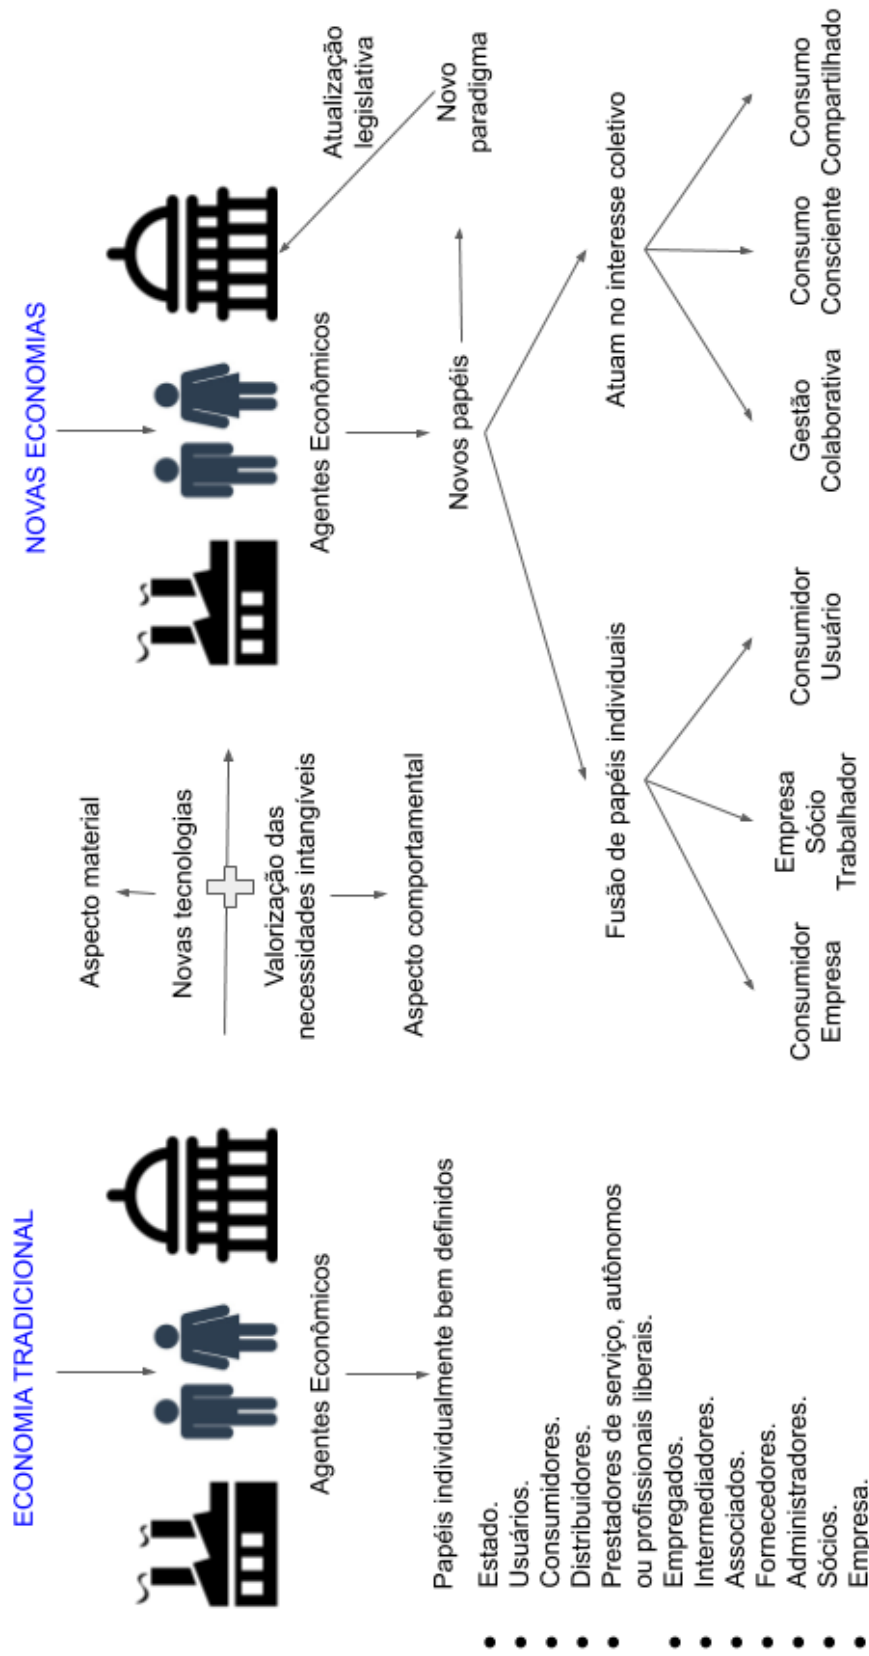 ECONOMIA TRADICIONAL
Agentes Econômicos
Papéis individualmente bem definidos
● Estado.
● Usuários.
● Consumidores.
● Distribuidores.
● Prestadores de serviço, autônomos
ou profissionais liberais.
● Empregados.
● Intermediadores.
● Associados.
● Fornecedores.
● Administradores.
● Sócios.
● Empresa.
Aspecto material
Novas tecnologias
Valorização das
necessidades intangíveis
Aspecto comportamental
NOVAS ECONOMIAS
Agentes Econômicos
Atualização
legislativa
Novos papéis
Novo
paradigma
Fusão de papéis individuais
Atuam no interesse coletivo
Consumidor
Empresa
Empresa
Sócio
Trabalhador
Consumidor
Usuário
Gestão
Colaborativa
Consumo
Consciente
Consumo
Compartilhado